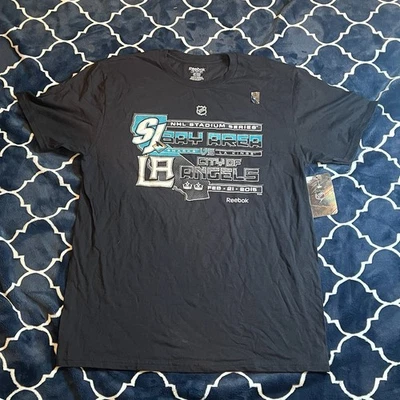 Reebok
NHL STADIUM SERIES
SJ BAY AREA
VS
LA CITY OF
ANGELS
FEB-21-2015
Reebok